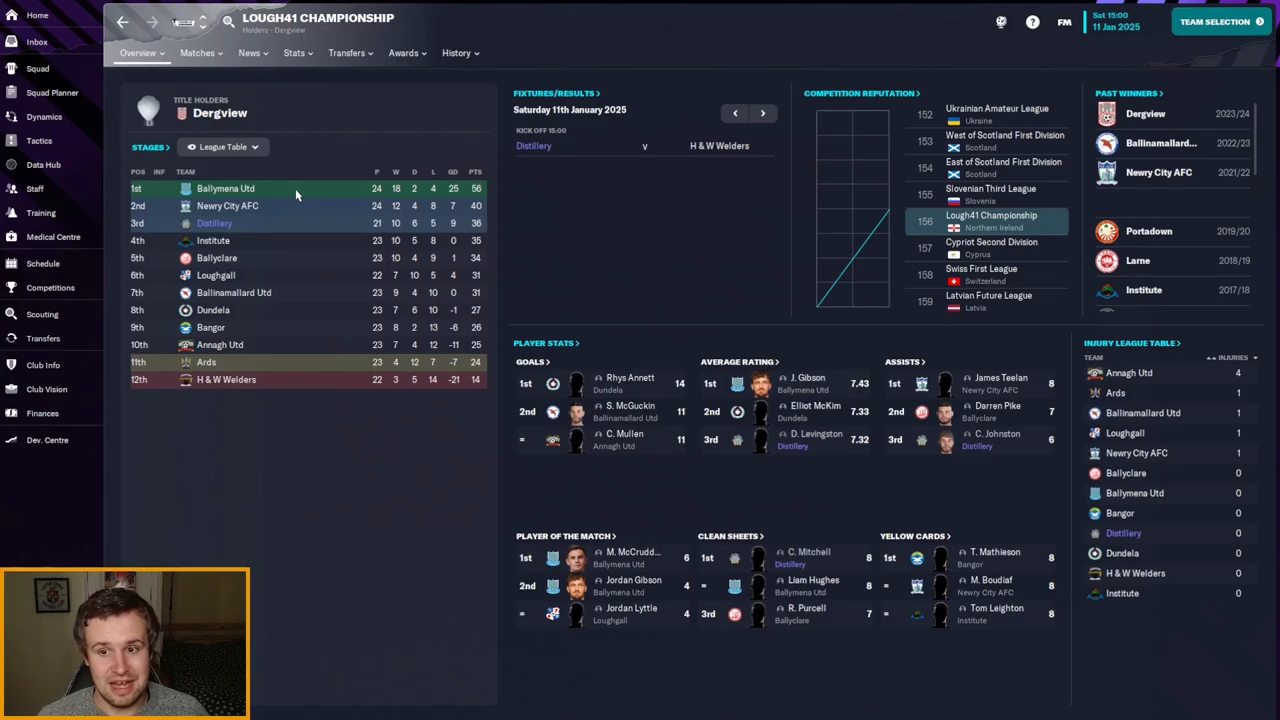 Home
Inbox
Squad
Squad Planner
Dynamics
Tactics
Data Hub
Staff
Training
Medical Centre
Schedule
Competitions
Scouting
Transfers
Club Info
Club Vision
Finances
Dev. Centre
LOUGH41 CHAMPIONSHIP
Holders - Dergview
? FM Sat 15:00
11 Jan 2025
TEAM SELECTION
Overview Matches News Stats Transfers Awards History
TITLE HOLDERS
Dergview
STAGES > League Table
POS INF TEAM P W D L GD PTS
1st Ballymena Utd 24 18 2 4 25 56
2nd Newry City AFC 24 12 4 8 7 40
3rd Distillery 21 10 6 5 9 36
4th Institute 23 10 5 8 0 35
5th Ballyclare 23 10 4 9 1 34
6th Loughgall 22 7 10 5 4 31
7th Ballinamallard Utd 23 9 4 10 0 31
8th Dundela 23 7 6 10 -1 27
9th Bangor 23 8 2 13 -6 26
10th Annagh Utd 23 7 4 12 -11 25
11th Ards 23 4 12 7 -7 24
12th H & W Welders 22 3 5 14 -21 14
FIXTURES/RESULTS >
Saturday 11th January 2025
KICK OFF 15:00
Distillery v H & W Welders
COMPETITION REPUTATION >
152 Ukrainian Amateur League
Ukraine
153 West of Scotland First Division
Scotland
154 East of Scotland First Division
Scotland
155 Slovenian Third League
Slovenia
156 Lough41 Championship
Northern Ireland
157 Cypriot Second Division
Cyprus
158 Swiss First League
Switzerland
159 Latvian Future League
Latvia
PAST WINNERS >
Dergview 2023/24
Ballinamallard... 2022/23
Newry City AFC 2021/22
Portadown 2019/20
Larne 2018/19
Institute 2017/18
PLAYER STATS >
GOALS >
1st Rhys Annett 14
Dundela
2nd S. McGuckin 11
Ballinamallard Utd
= C. Mullen 11
Annagh Utd
AVERAGE RATING >
1st J. Gibson 7.43
Ballymena Utd
2nd Elliot McKim 7.33
Dundela
3rd D. Levingston 7.32
Distillery
ASSISTS >
1st James Teelan 8
Newry City AFC
2nd Darren Pike 7
Ballyclare
3rd C. Johnston 6
Distillery
PLAYER OF THE MATCH >
1st M. McCrudd... 6
Ballymena Utd
2nd Jordan Gibson 4
Ballymena Utd
= Jordan Lyttle 4
Loughgall
CLEAN SHEETS >
1st C. Mitchell 8
Distillery
= Liam Hughes 8
Ballymena Utd
3rd R. Purcell 7
Ballyclare
YELLOW CARDS >
1st T. Mathieson 8
Bangor
= M. Boudiaf 8
Newry City AFC
= Tom Leighton 8
Institute
INJURY LEAGUE TABLE >
TEAM INJURIES
Annagh Utd 4
Ards 1
Ballinamallard Utd 1
Loughgall 1
Newry City AFC 1
Ballyclare 0
Ballymena Utd 0
Bangor 0
Distillery 0
Dundela 0
H & W Welders 0
Institute 0